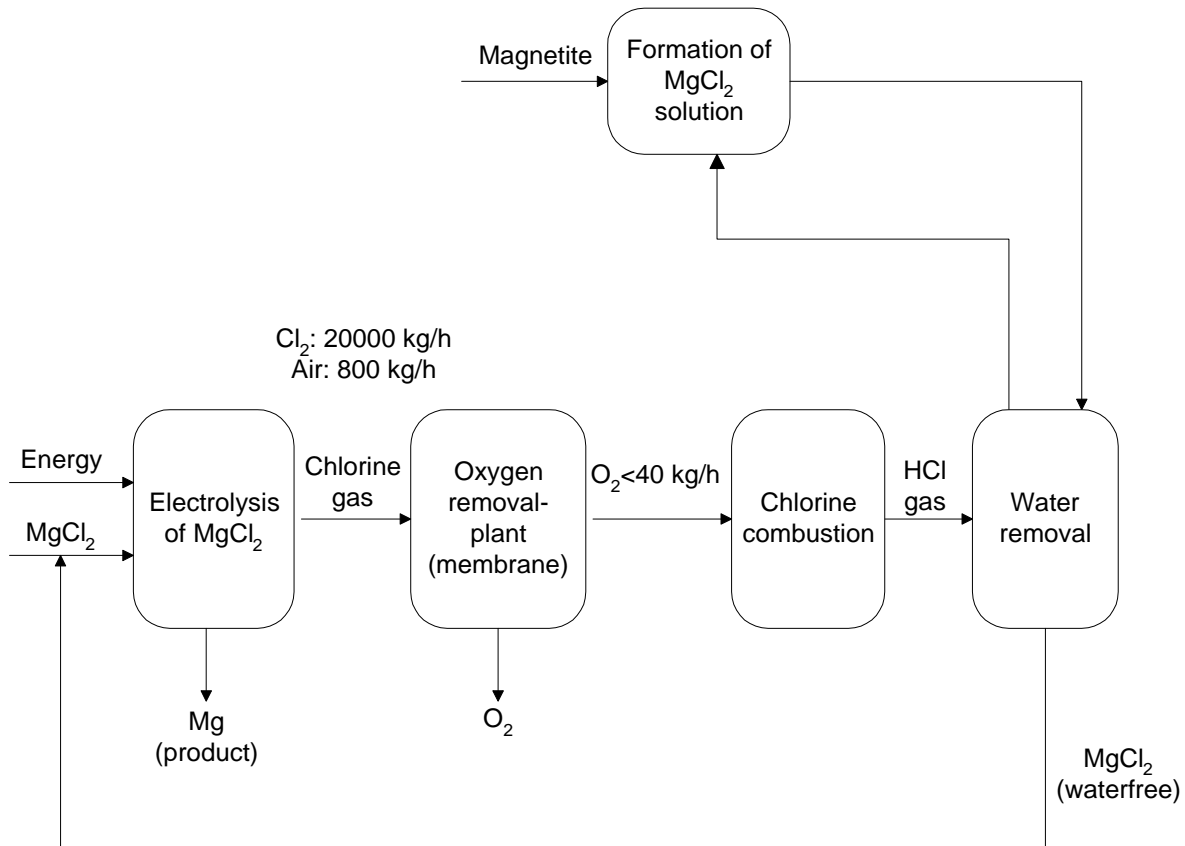 Magnetite
Formation of
MgCl₂
solution
Cl₂: 20000 kg/h
Air: 800 kg/h
Energy
MgCl₂
Electrolysis
of MgCl₂
Chlorine
gas
Oxygen
removal-
plant
(membrane)
O₂<40 kg/h
Chlorine
combustion
HCl
gas
Water
removal
Mg
(product)
O₂
MgCl₂
(waterfree)